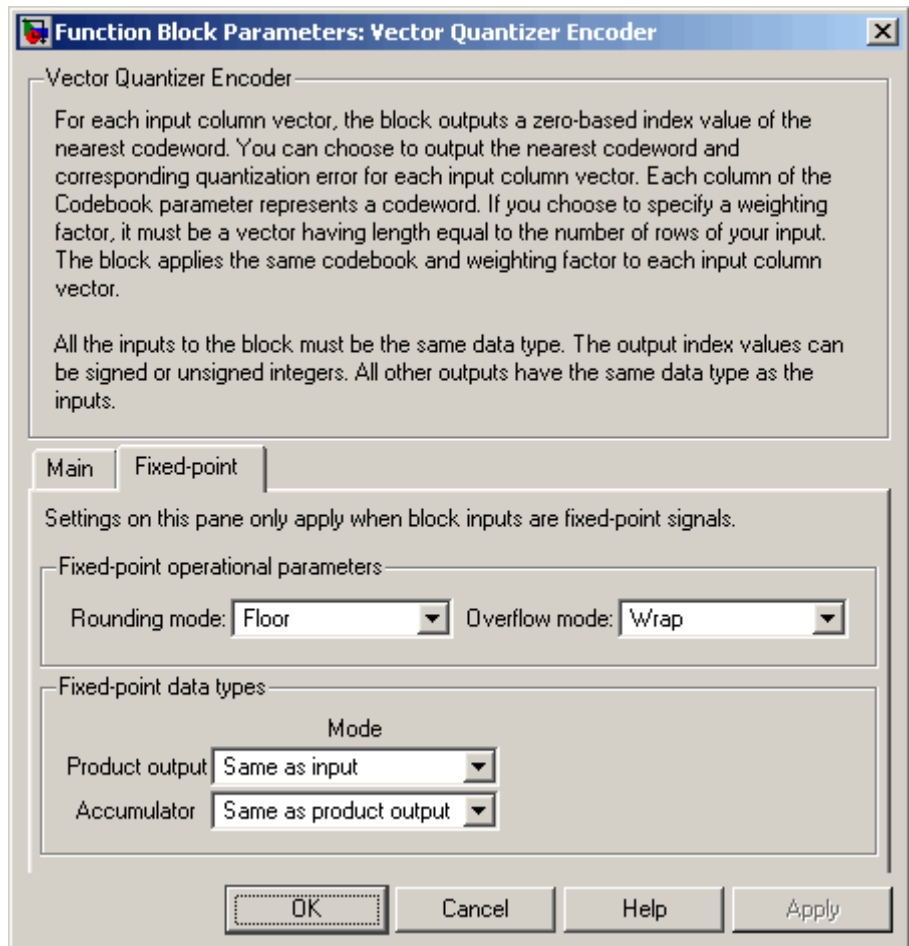 Function Block Parameters: Vector Quantizer Encoder
Vector Quantizer Encoder
For each input column vector, the block outputs a zero-based index value of the
nearest codeword. You can choose to output the nearest codeword and
corresponding quantization error for each input column vector. Each column of the
Codebook parameter represents a codeword. If you choose to specify a weighting
factor, it must be a vector having length equal to the number of rows of your input.
The block applies the same codebook and weighting factor to each input column
vector.
All the inputs to the block must be the same data type. The output index values can
be signed or unsigned integers. All other outputs have the same data type as the
inputs.
Main Fixed-point
Settings on this pane only apply when block inputs are fixed-point signals.
Fixed-point operational parameters
Rounding mode: Floor Overflow mode: Wrap
Fixed-point data types
Mode
Product output Same as input
Accumulator Same as product output
OK Cancel Help Apply